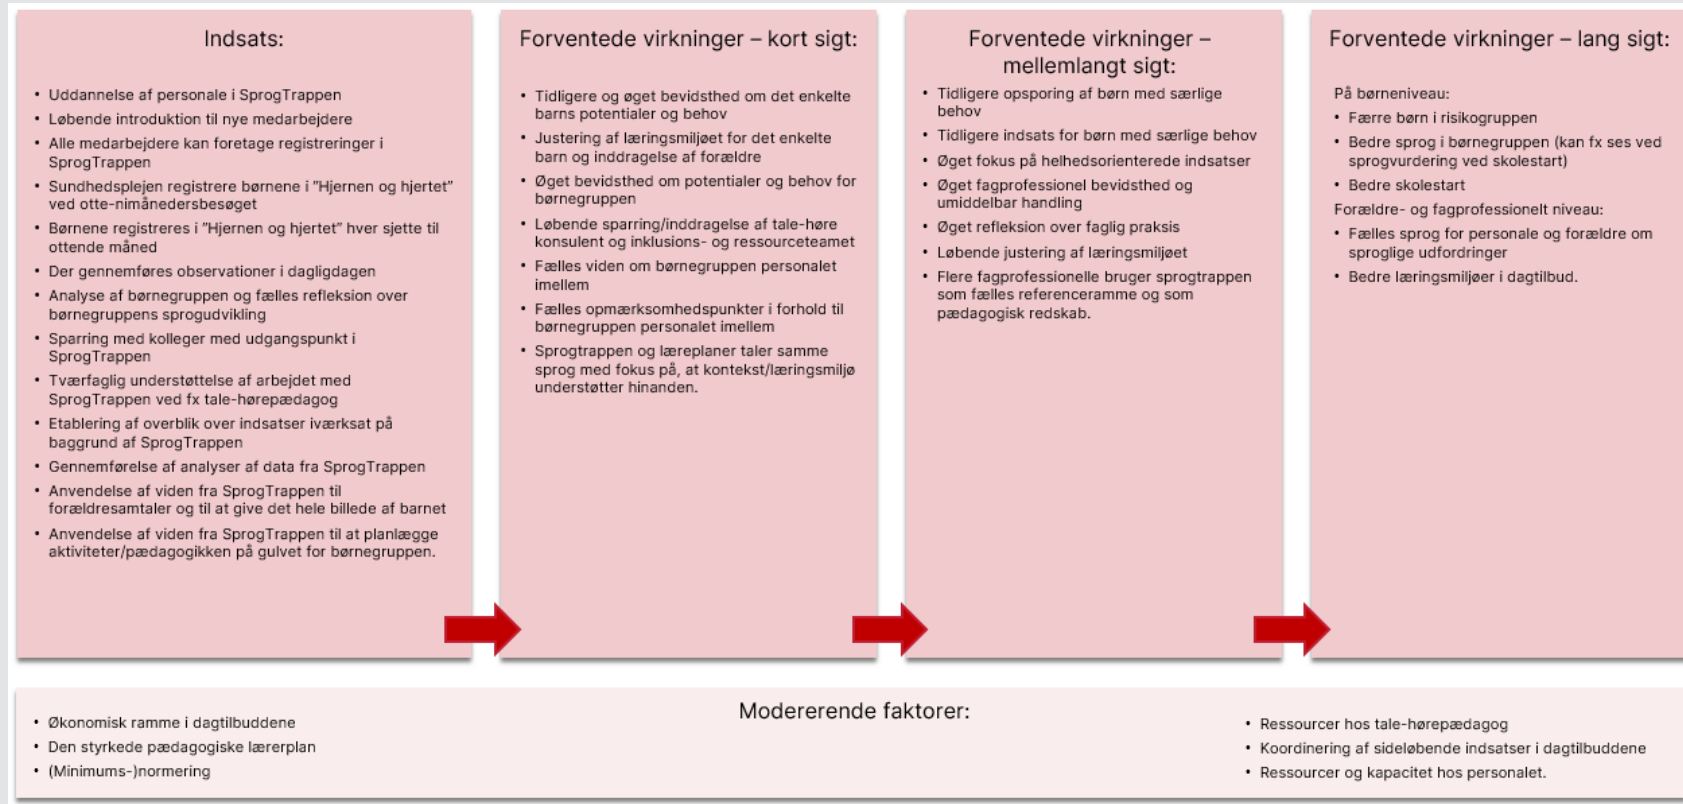 Indsats:
• Uddannelse af personale i SprogTrappen
• Løbende introduktion til nye medarbejdere
• Alle medarbejdere kan foretage registreringer i
SprogTrappen
• Sundhedsplejen registrere børnene i ”Hjernen og hjertet”
ved otte-nimånedersbesøget
• Børnene registreres i ”Hjernen og hjertet” hver sjette til
ottende måned
• Der gennemføres observationer i dagligdagen
• Analyse af børnegruppen og fælles refleksion over
børnegruppens sprogudvikling
• Sparring med kolleger med udgangspunkt i
SprogTrappen
• Tværfaglig understøttelse af arbejdet med
SprogTrappen ved fx tale-hørepædagog
• Etablering af overblik over indsatser iværksat på
baggrund af SprogTrappen
• Gennemførelse af analyser af data fra SprogTrappen
• Anvendelse af viden fra SprogTrappen til
forældresamtaler og til at give det hele billede af barnet
• Anvendelse af viden fra SprogTrappen til at planlægge
aktiviteter/pædagogikken på gulvet for børnegruppen.
Forventede virkninger – kort sigt:
• Tidligere og øget bevidsthed om det enkelte
barns potentialer og behov
• Justering af læringsmiljøet for det enkelte
barn og inddragelse af forældre
• Øget bevidsthed om potentialer og behov for
børnegruppen
• Løbende sparring/inddragelse af tale-høre
konsulent og inklusions- og ressourceteamet
• Fælles viden om børnegruppen personalet
imellem
• Fælles opmærksomhedspunkter i forhold til
børnegruppen personalet imellem
• Sprogtrappen og læreplaner taler samme
sprog med fokus på, at kontekst/læringsmiljø
understøtter hinanden.
Forventede virkninger –
mellemlangt sigt:
• Tidligere opsporing af børn med særlige
behov
• Tidligere indsats for børn med særlige behov
• Øget fokus på helhedsorienterede indsatser
• Øget fagprofessionel bevidsthed og
umiddelbar handling
• Øget refleksion over faglig praksis
• Løbende justering af læringsmiljøet
• Flere fagprofessionelle bruger sprogtrappen
som fælles referenceramme og som
pædagogisk redskab.
Forventede virkninger – lang sigt:
På børneniveau:
• Færre børn i risikogruppen
• Bedre sprog i børnegruppen (kan fx ses ved
sprogvurdering ved skolestart)
• Bedre skolestart
Forældre- og fagprofessionelt niveau:
• Fælles sprog for personale og forældre om
sproglige udfordringer
• Bedre læringsmiljøer i dagtilbud.
Modererende faktorer:
• Økonomisk ramme i dagtilbuddene
• Den styrkede pædagogiske lærerplan
• (Minimums-)normering
• Ressourcer hos tale-hørepædagog
• Koordinering af sideløbende indsatser i dagtilbuddene
• Ressourcer og kapacitet hos personalet.